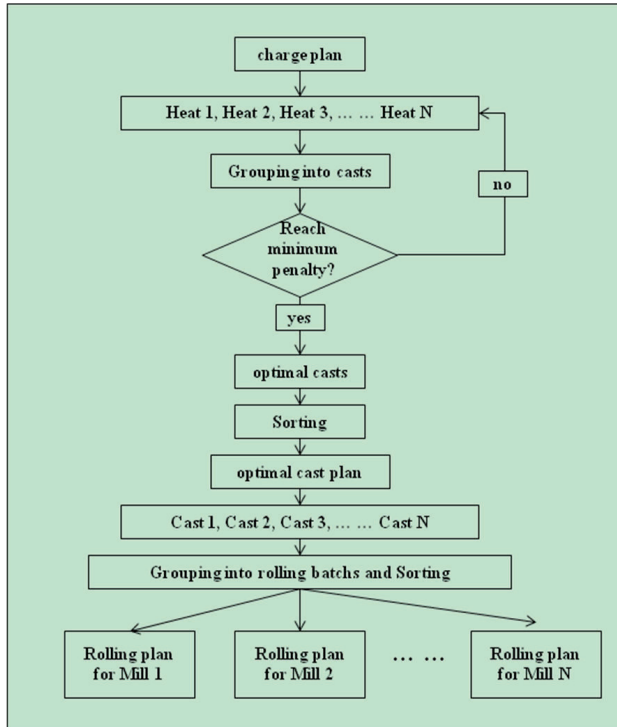 charge plan
Heat 1, Heat 2, Heat 3, ... ... Heat N
Grouping into casts
no
Reach
minimum
penalty?
yes
optimal casts
Sorting
optimal cast plan
Cast 1, Cast 2, Cast 3, ... ... Cast N
Grouping into rolling batchs and Sorting
Rolling plan
for Mill 1
Rolling plan
for Mill 2
... ...
Rolling plan
for Mill N